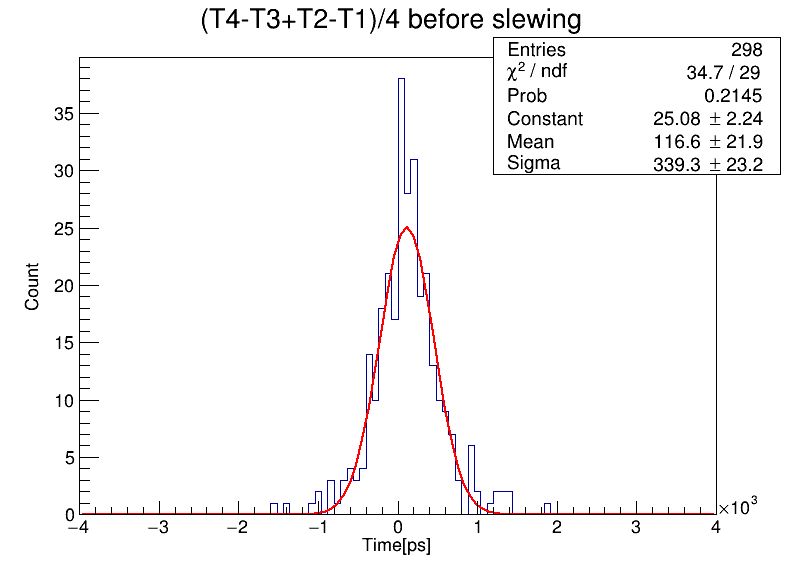 (T4-T3+T2-T1)/4 before slewing
Entries 298
χ² / ndf 34.7 / 29
Prob 0.2145
Constant 25.08 ± 2.24
Mean 116.6 ± 21.9
Sigma 339.3 ± 23.2
35
30
25
20
15
10
5
0
Count
−4 −3 −2 −1 0 1 2 3 4
×10³
Time[ps]